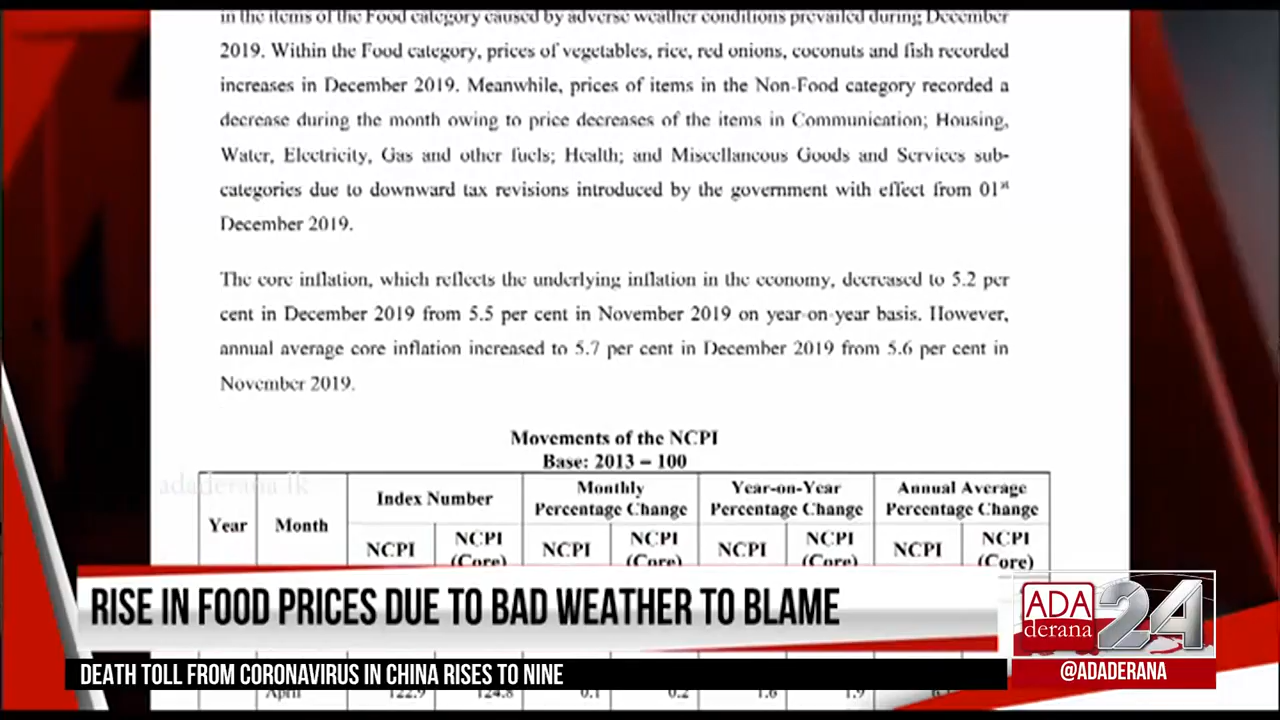 in the items of the Food category caused by adverse weather conditions prevailed during December
2019. Within the Food category, prices of vegetables, rice, red onions, coconuts and fish recorded
increases in December 2019. Meanwhile, prices of items in the Non-Food category recorded a
decrease during the month owing to price decreases of the items in Communication; Housing,
Water, Electricity, Gas and other fuels; Health; and Miscellaneous Goods and Services sub-
categories due to downward tax revisions introduced by the government with effect from 01st
December 2019.
The core inflation, which reflects the underlying inflation in the economy, decreased to 5.2 per
cent in December 2019 from 5.5 per cent in November 2019 on year-on-year basis. However,
annual average core inflation increased to 5.7 per cent in December 2019 from 5.6 per cent in
November 2019.
Movements of the NCPI
Base: 2013 – 100
adaderana lk
Year Month Index Number Monthly Percentage Change Year-on-Year Percentage Change Annual Average Percentage Change
NCPI NCPI (Core) NCPI NCPI (Core) NCPI NCPI (Core) NCPI NCPI (Core)
RISE IN FOOD PRICES DUE TO BAD WEATHER TO BLAME
ADA
derana
24
DEATH TOLL FROM CORONAVIRUS IN CHINA RISES TO NINE
@ADADERANA
April 122.9 124.8 0.1 0.2 1.6 1.9